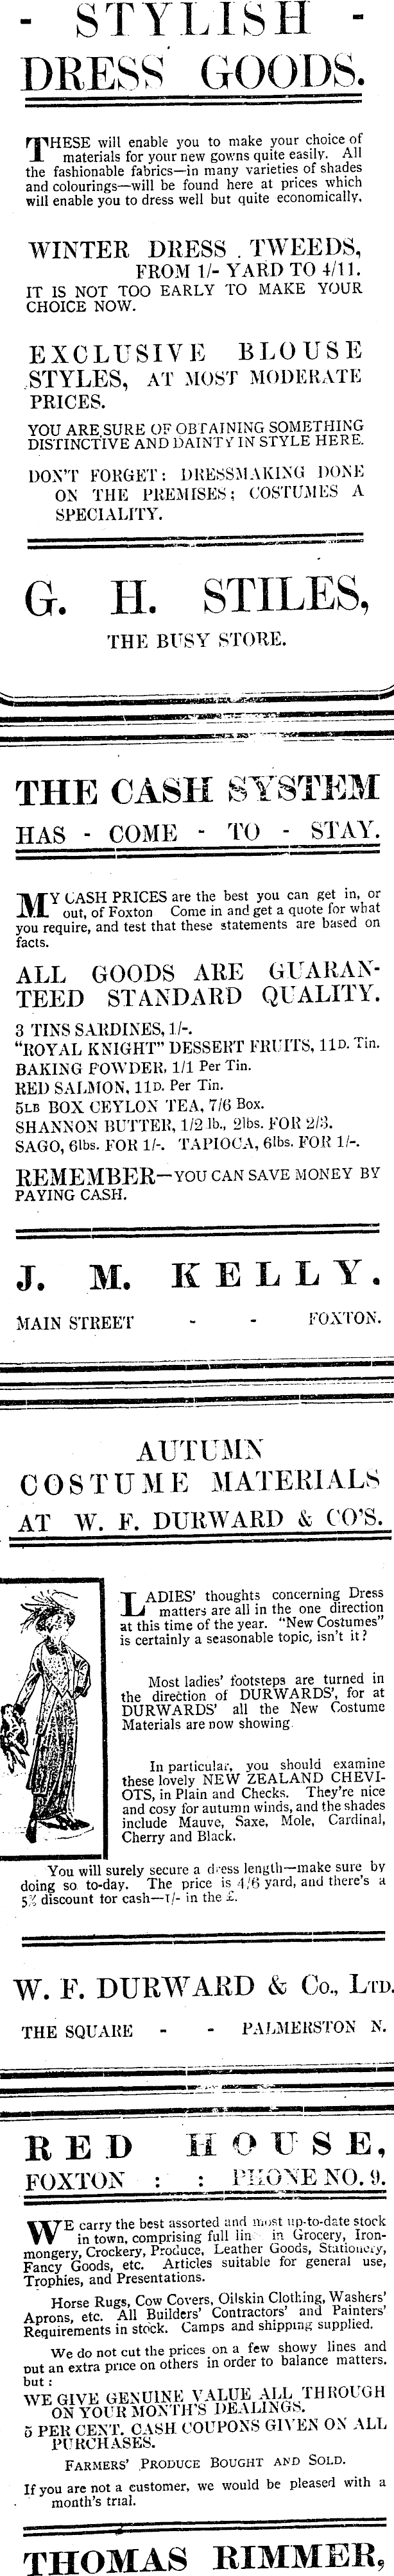 - STYLISH -
DRESS GOODS.
THESE will enable you to make your choice of
materials for your new gowns quite easily. All
the fashionable fabrics—in many varieties of shades
and colourings—will be found here at prices which
will enable you to dress well but quite economically.
WINTER DRESS . TWEEDS,
FROM 1/- YARD TO 4/11.
IT IS NOT TOO EARLY TO MAKE YOUR
CHOICE NOW.
EXCLUSIVE BLOUSE
STYLES, AT MOST MODERATE
PRICES.
YOU ARE SURE OF OBTAINING SOMETHING
DISTINCTIVE AND DAINTY IN STYLE HERE.
DON'T FORGET: DRESSMAKING DONE
ON THE PREMISES; COSTUMES A
SPECIALITY.
G. H. STILES,
THE BUSY STORE.
THE CASH SYSTEM
HAS - COME - TO - STAY.
MY CASH PRICES are the best you can get in, or
out, of Foxton Come in and get a quote for what
you require, and test that these statements are based on
facts.
ALL GOODS ARE GUARAN-
TEED STANDARD QUALITY.
3 TINS SARDINES, 1/-.
"ROYAL KNIGHT" DESSERT FRUITS, 11D. Tin.
BAKING POWDER, 1/1 Per Tin.
RED SALMON, 11D. Per Tin.
5LB BOX CEYLON TEA, 7/6 Box.
SHANNON BUTTER, 1/2 lb., 2lbs. FOR 2/3.
SAGO, 6lbs. FOR 1/-. TAPIOCA, 6lbs. FOR 1/-.
REMEMBER—YOU CAN SAVE MONEY BY
PAYING CASH.
J. M. KELLY.
MAIN STREET - - FOXTON.
AUTUMN
COSTUME MATERIALS
AT W. F. DURWARD & CO'S.
LADIES' thoughts concerning Dress
matters are all in the one direction
at this time of the year. "New Costumes"
is certainly a seasonable topic, isn't it?
Most ladies' footsteps are turned in
the direction of DURWARDS', for at
DURWARDS' all the New Costume
Materials are now showing.
In particular, you should examine
these lovely NEW ZEALAND CHEVI-
OTS, in Plain and Checks. They're nice
and cosy for autumn winds, and the shades
include Mauve, Saxe, Mole, Cardinal,
Cherry and Black.
You will surely secure a dress length—make sure by
doing so to-day. The price is 4/6 yard, and there's a
5% discount for cash—1/- in the £.
W. F. DURWARD & Co., LTD.
THE SQUARE - - PALMERSTON N.
RED HOUSE,
FOXTON : : PHONE NO. 9.
WE carry the best assorted and most up-to-date stock
in town, comprising full lin in Grocery, Iron-
mongery, Crockery, Produce, Leather Goods, Stationery,
Fancy Goods, etc. Articles suitable for general use,
Trophies, and Presentations.
Horse Rugs, Cow Covers, Oilskin Clothing, Washers'
Aprons, etc. All Builders' Contractors' and Painters'
Requirements in stock. Camps and shipping supplied.
We do not cut the prices on a few showy lines and
put an extra price on others in order to balance matters.
but:
WE GIVE GENUINE VALUE ALL THROUGH
ON YOUR MONTH'S DEALINGS.
5 PER CENT. CASH COUPONS GIVEN ON ALL
PURCHASES.
FARMERS' PRODUCE BOUGHT AND SOLD.
If you are not a customer, we would be pleased with a
month's trial.
THOMAS RIMMER,